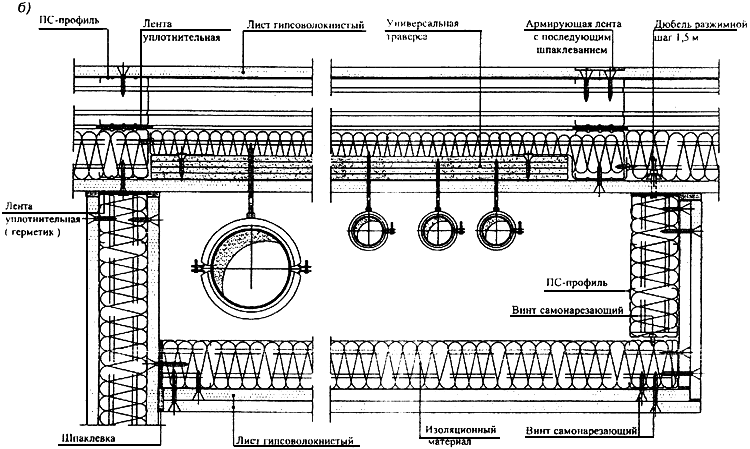 б)
ПС-профиль
Лента
уплотнительная
Лист гипсоволокнистый
Универсальная
траверса
Армирующая лента
с последующим
шпаклеванием
Дюбель разжимной
шаг 1,5 м
Лента
уплотнительная
( герметик )
ПС-профиль
Винт самонарезающий
Шпаклевка
Лист гипсоволокнистый
Изоляционный
материал
Винт самонарезающий